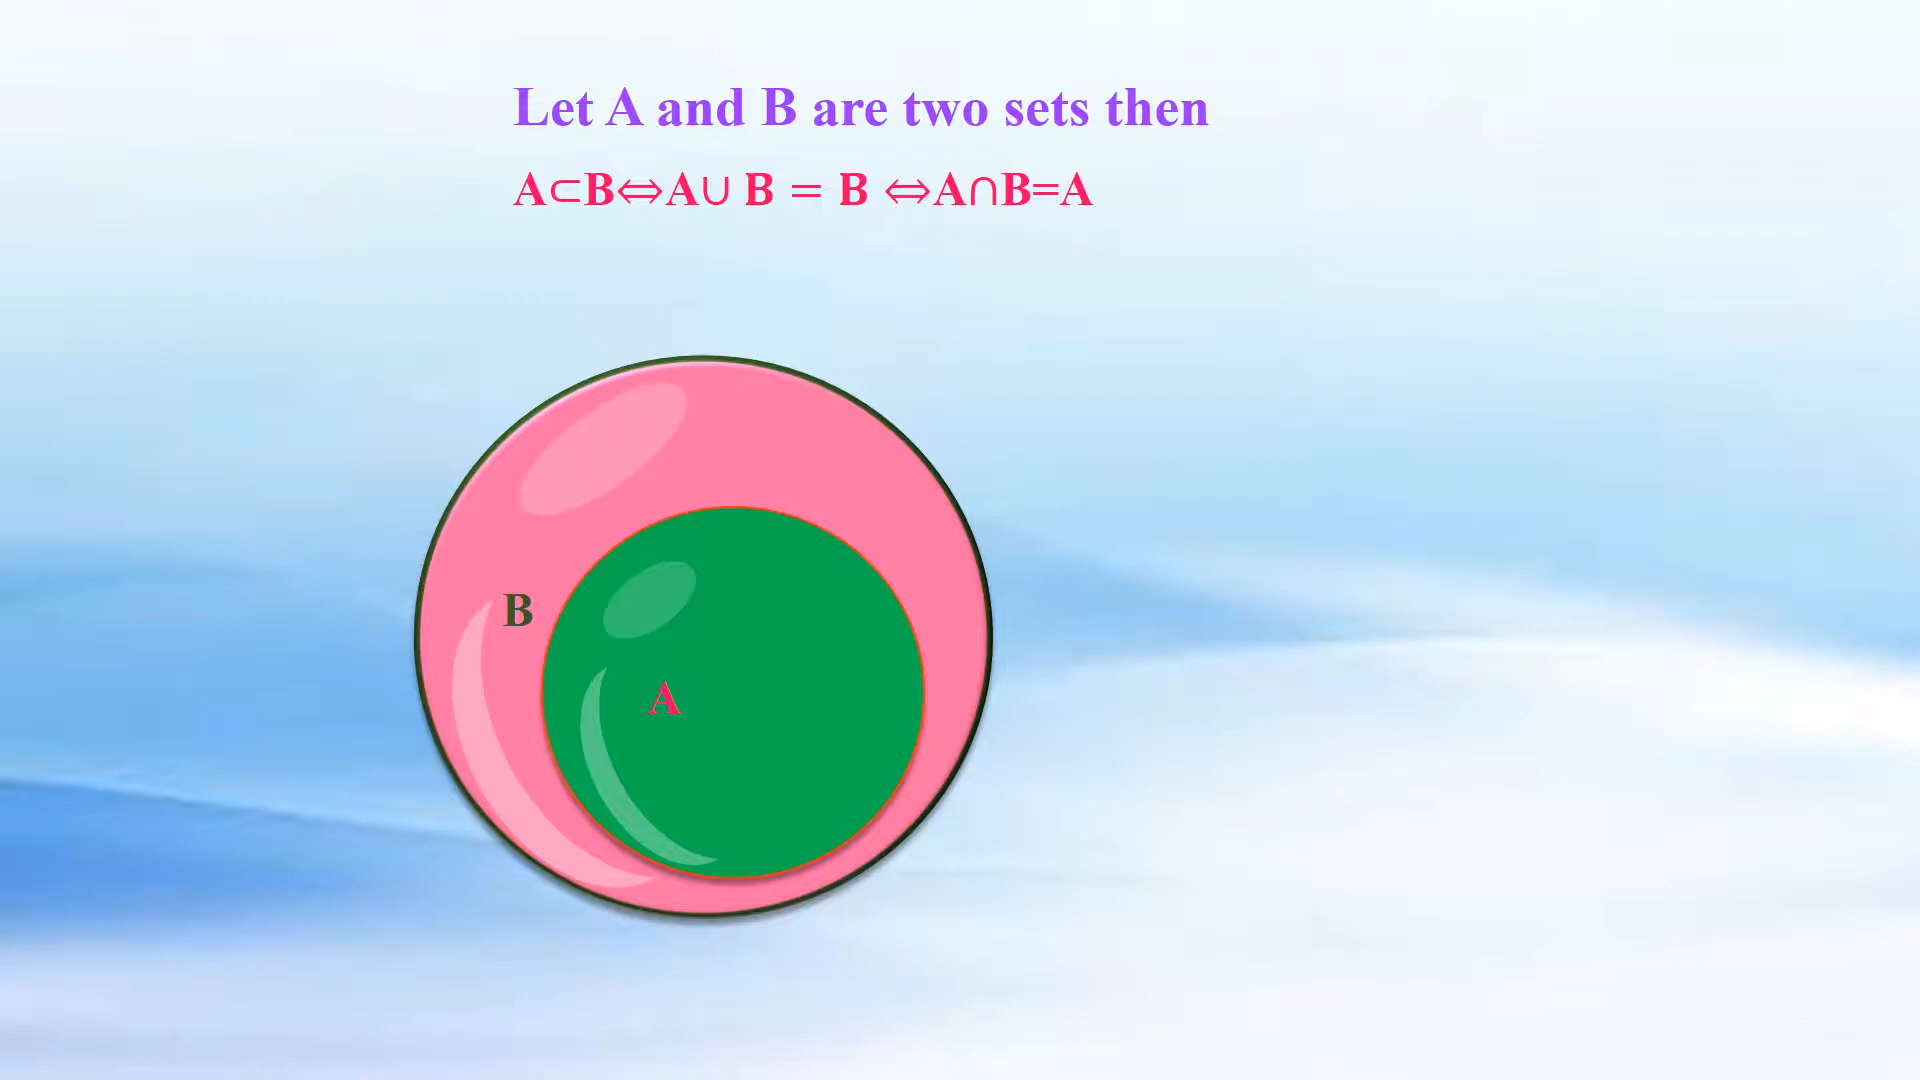 Let A and B are two sets then
A⊂B⇔A∪ B = B ⇔A∩B=A
B
A